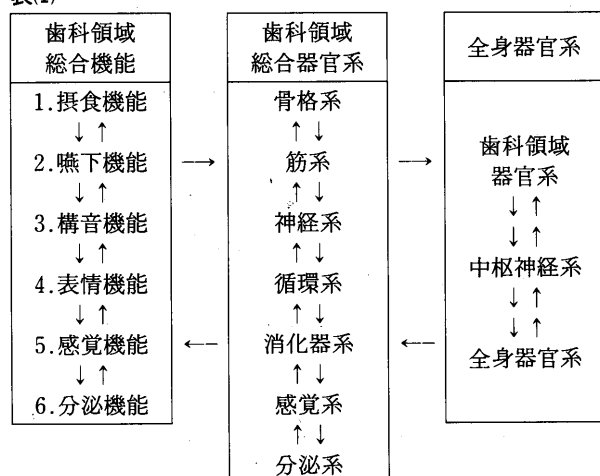 表(1)
歯科領域
総合機能
1.摂食機能
↓ ↑
2.嚥下機能
↓ ↑
3.構音機能
↓ ↑
4.表情機能
↓ ↑
5.感覚機能
↓ ↑
6.分泌機能
→
←
歯科領域
総合器官系
骨格系
↑ ↓
筋系
↑ ↓
神経系
↑ ↓
循環系
↑ ↓
消化器系
↑ ↓
感覚系
↑ ↓
分泌系
→
←
全身器官系
歯科領域
器官系
↓ ↑
↓ ↑
中枢神経系
↓ ↑
↓ ↑
全身器官系